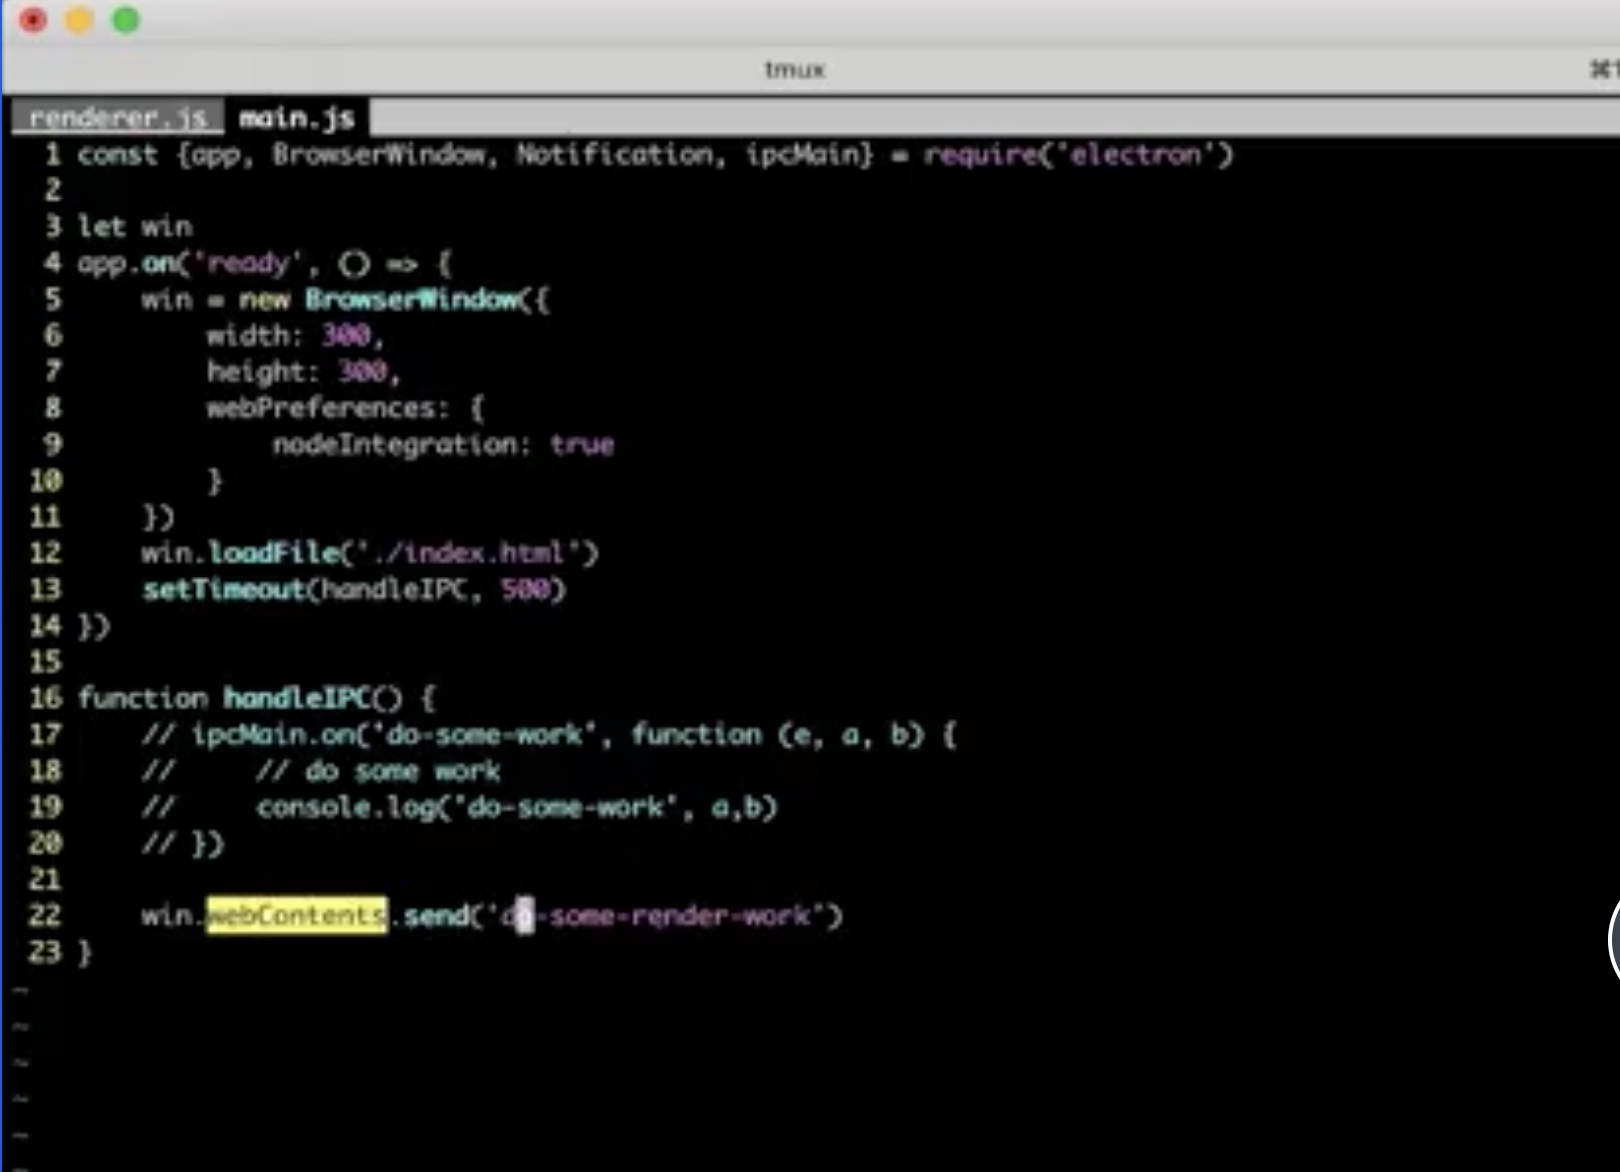 tmux
⌘1
renderer.js main.js
1 const {app, BrowserWindow, Notification, ipcMain} = require('electron')
2
3 let win
4 app.on('ready', () => {
5     win = new BrowserWindow({
6         width: 300,
7         height: 300,
8         webPreferences: {
9             nodeIntegration: true
10         }
11     })
12     win.loadFile('./index.html')
13     setTimeout(handleIPC, 500)
14 })
15
16 function handleIPC() {
17     // ipcMain.on('do-some-work', function (e, a, b) {
18     //     // do some work
19     //     console.log('do-some-work', a,b)
20     // })
21
22     win.webContents.send('do-some-render-work')
23 }
~
~
~
~
~
~